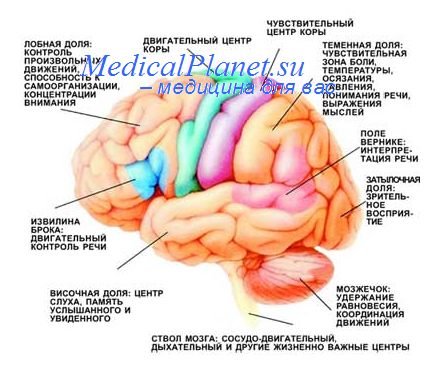 ЛОБНАЯ ДОЛЯ:
КОНТРОЛЬ
ПРОИЗВОЛЬНЫХ
ДВИЖЕНИЙ,
СПОСОБНОСТЬ К
САМООРГАНИЗАЦИИ,
КОНЦЕНТРАЦИИ
ВНИМАНИЯ
ДВИГАТЕЛЬНЫЙ ЦЕНТР
КОРЫ
ЧУВСТВИТЕЛЬНЫЙ
ЦЕНТР КОРЫ
ТЕМЕННАЯ ДОЛЯ:
ЧУВСТВИТЕЛЬНАЯ
ЗОНА БОЛИ,
ТЕМПЕРАТУРЫ,
ОСЯЗАНИЯ,
ДАВЛЕНИЯ,
ПОНИМАНИЯ РЕЧИ,
ВЫРАЖЕНИЯ
МЫСЛЕЙ
MedicalPlanet.su
– медицина для вас
ПОЛЕ
ВЕРНИКЕ:
ИНТЕРПРЕ-
ТАЦИЯ РЕЧИ
ЗАТЫЛОЧНАЯ
ДОЛЯ:
ЗРИТЕЛЬ-
НОЕ
ВОСПРИЯ-
ТИЕ
ИЗВИЛИНА
БРОКА:
ДВИГАТЕЛЬНЫЙ
КОНТРОЛЬ РЕЧИ
ВИСОЧНАЯ ДОЛЯ: ЦЕНТР
СЛУХА, ПАМЯТЬ
УСЛЫШАННОГО И
УВИДЕННОГО
МОЗЖЕЧОК:
УДЕРЖАНИЕ
РАВНОВЕСИЯ,
КООРДИНАЦИЯ
ДВИЖЕНИЙ
СТВОЛ МОЗГА: СОСУДО-ДВИГАТЕЛЬНЫЙ,
ДЫХАТЕЛЬНЫЙ И ДРУГИЕ ЖИЗНЕННО ВАЖНЫЕ ЦЕНТРЫ